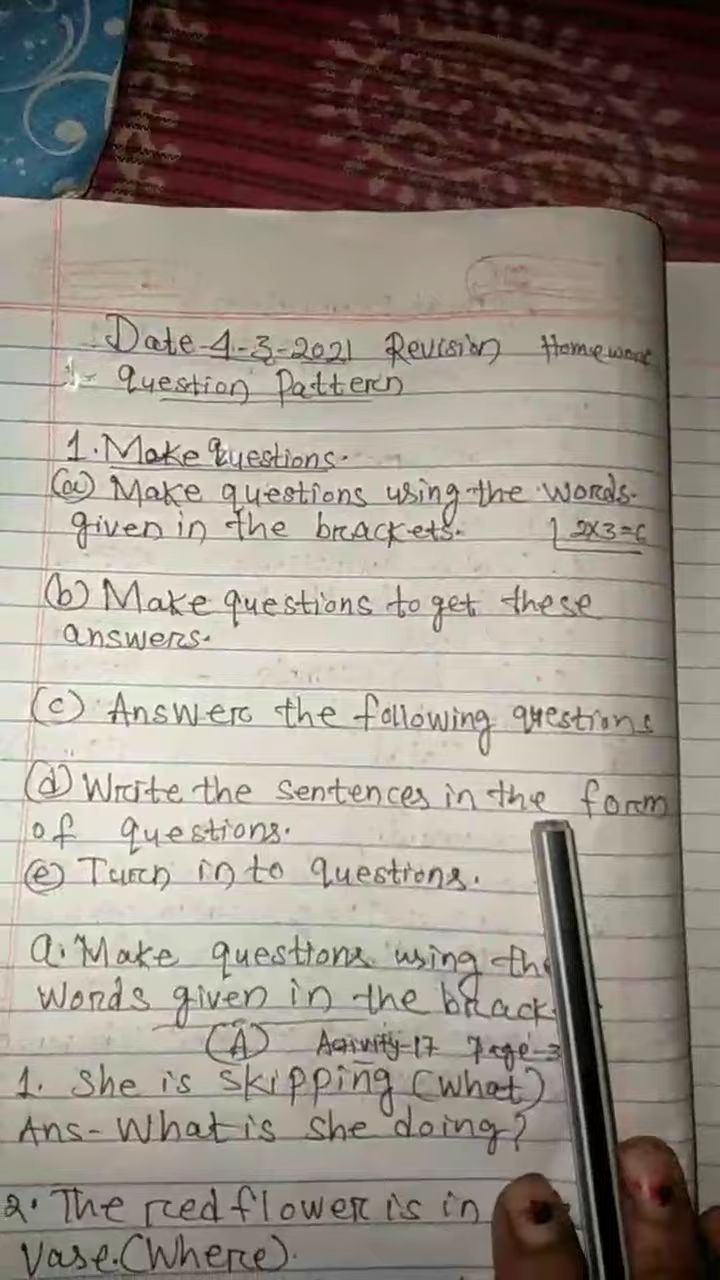 Date-4-3-2021 Revision Homework
:- Question Pattern
1. Make Questions.
(a) Make questions using the words
given in the brackets. 2x3=6
(b) Make questions to get these
answers.
(c) Answer the following questions
(d) Write the sentences in the form
of questions.
(e) Turn in to questions.
a. Make questions using the
words given in the brack
(A) Activity-17 Page-3
1. She is skipping (what)
Ans- What is she doing?
2. The red flower is in
vase. (Where).